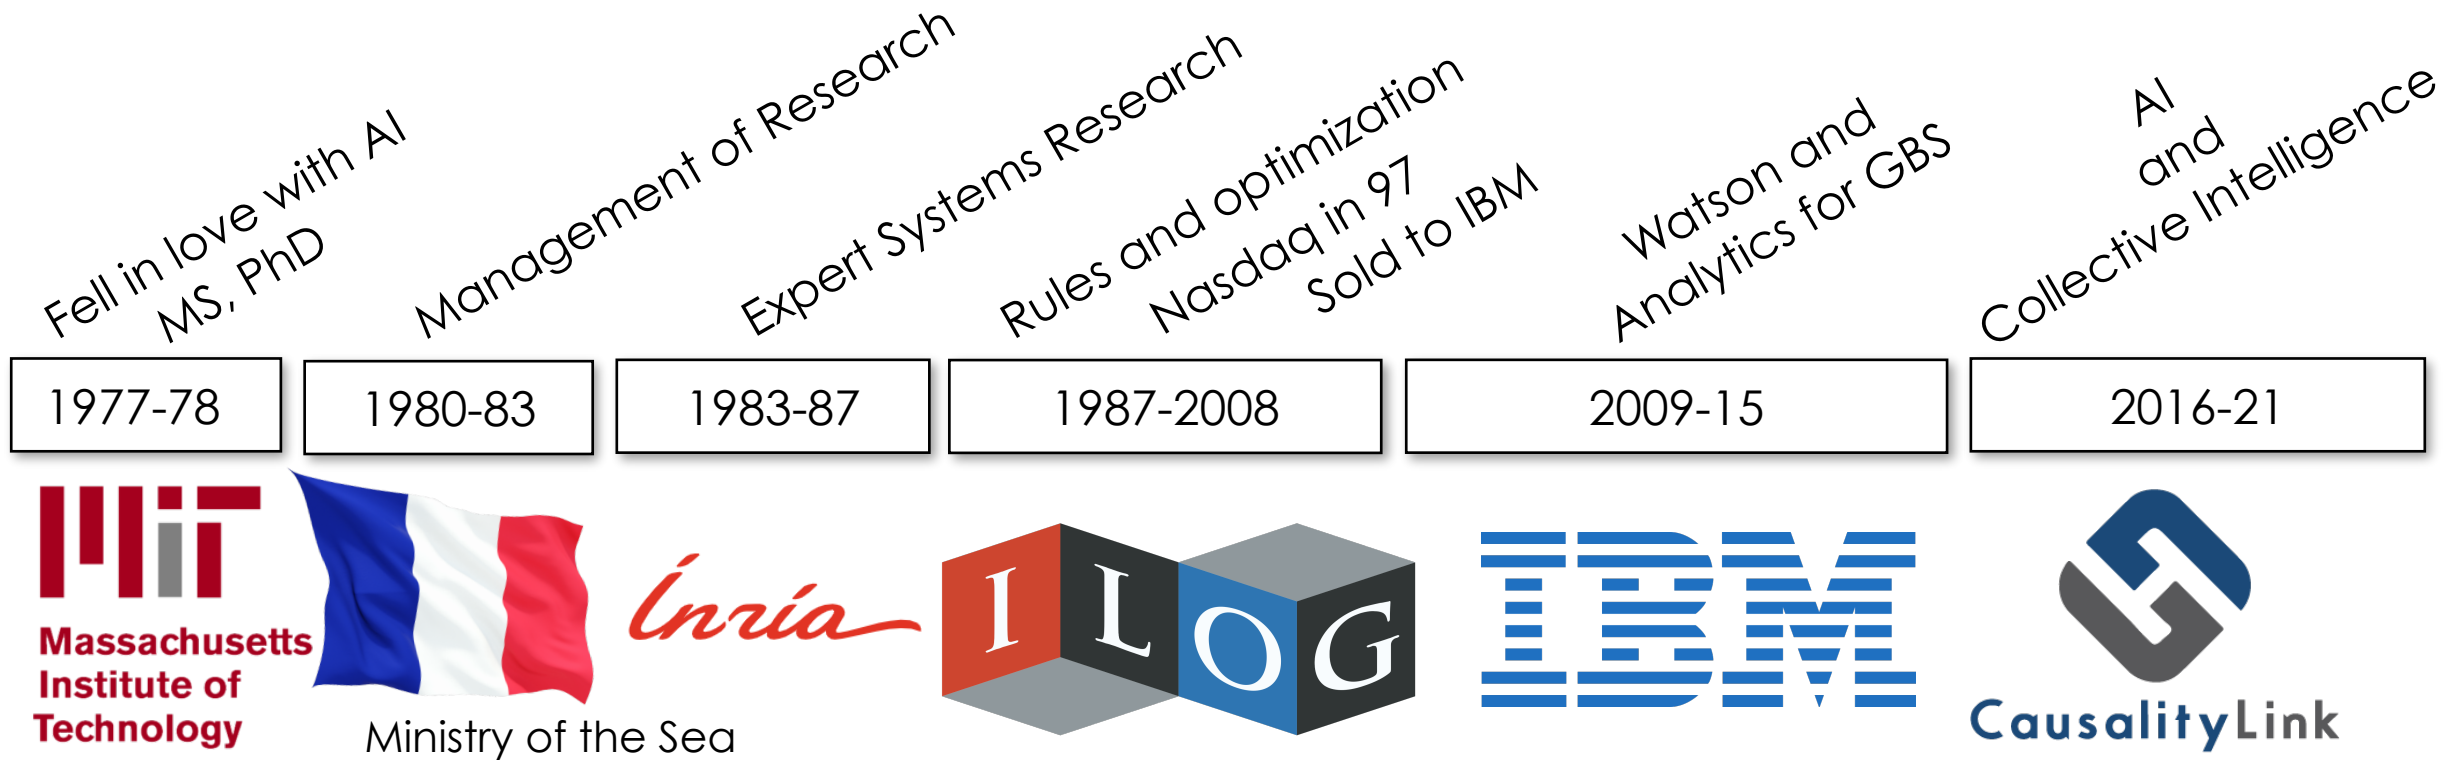 Fell in love with AI
MS, PhD
Management of Research
Expert Systems Research
Rules and optimization
Nasdaq in 97
Sold to IBM
Watson and
Analytics for GBS
AI
and
Collective Intelligence
1977-78
1980-83
1983-87
1987-2008
2009-15
2016-21
MIT
Massachusetts
Institute of
Technology
Ministry of the Sea
Inria
ILOG
IBM
CausalityLink